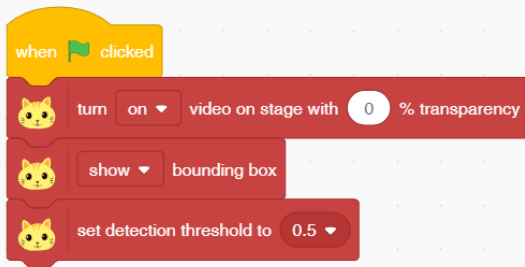 when clicked
turn on video on stage with 0 % transparency
show bounding box
set detection threshold to 0.5